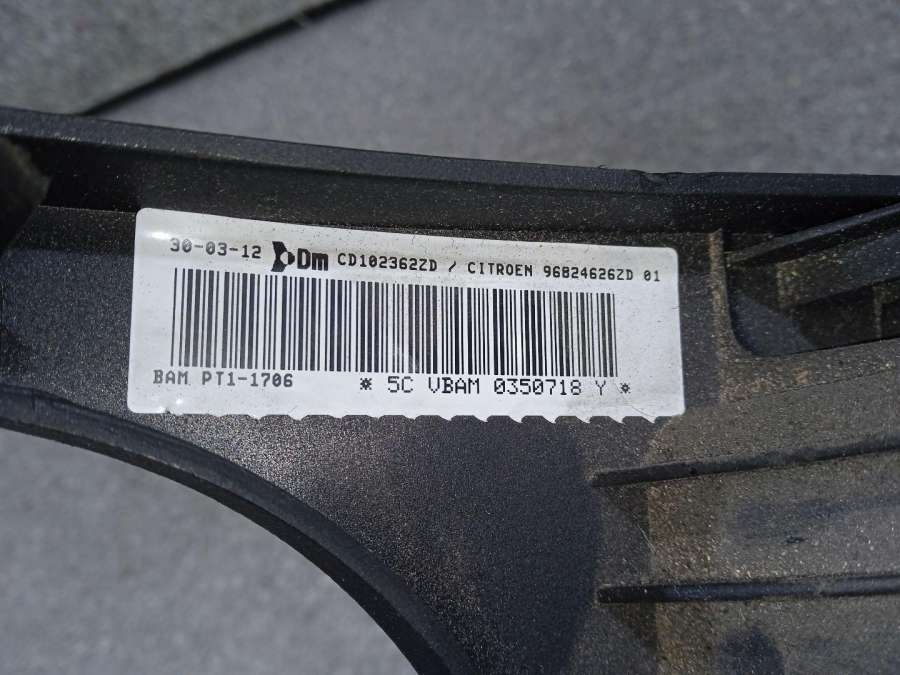 30-03-12 Dm CD102362ZD / CITROEN 96824626ZD 01
BAM PT1-1706 * 5C VBAM 0350718 Y *